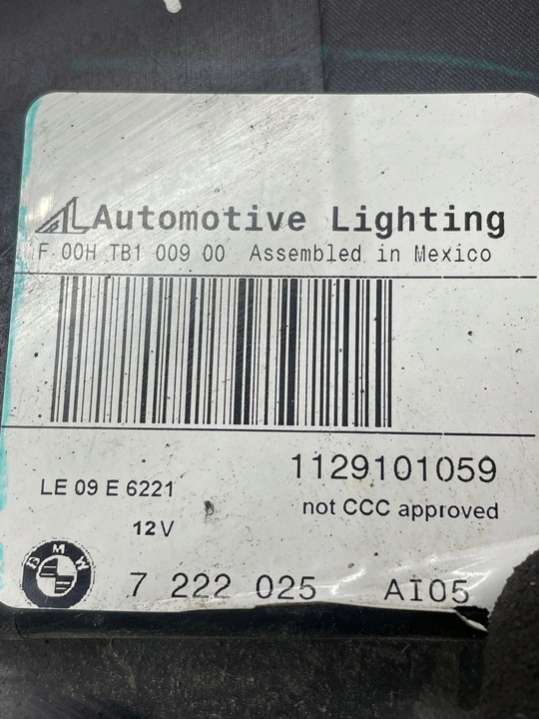 AL Automotive Lighting
F 00H TB1 009 00 Assembled in Mexico
1129101059
LE 09 E 6221
not CCC approved
12V
BMW
7 222 025 AI05